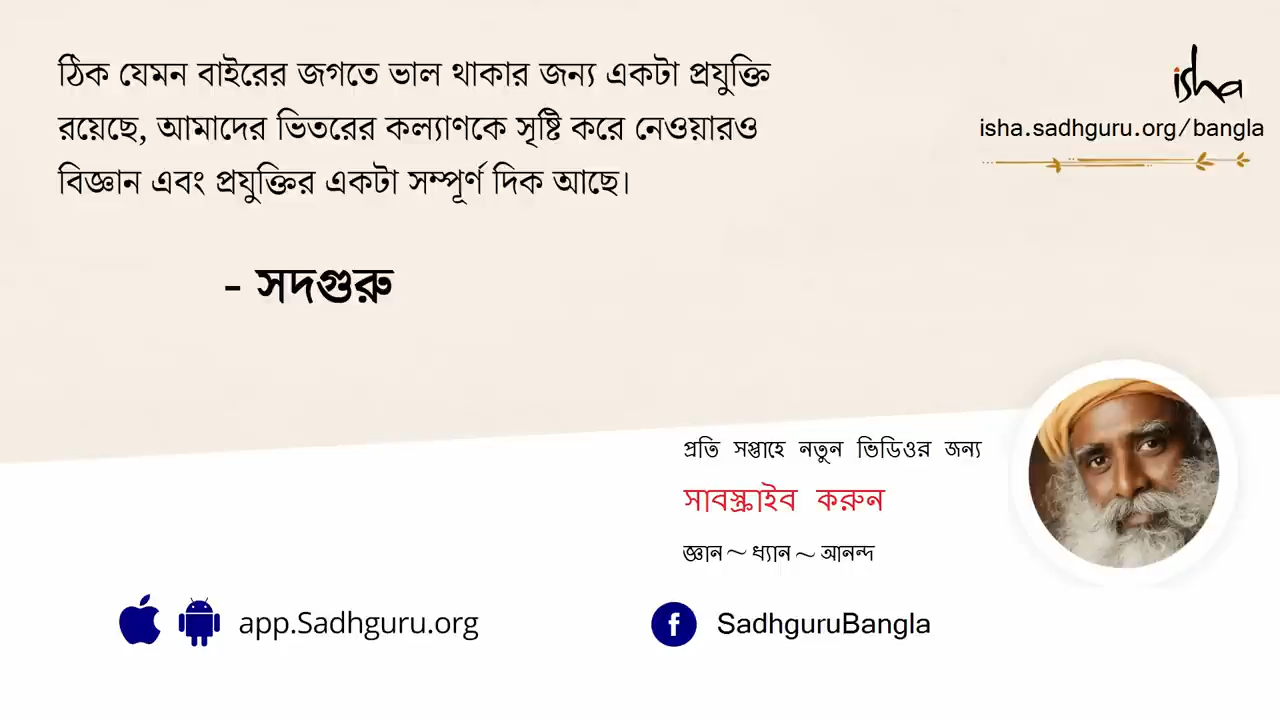 ঠিক যেমন বাইরের জগতে ভাল থাকার জন্য একটা প্রযুক্তি
রয়েছে, আমাদের ভিতরের কল্যাণকে সৃষ্টি করে নেওয়ারও
বিজ্ঞান এবং প্রযুক্তির একটা সম্পূর্ণ দিক আছে।
- সদগুরু
isha
isha.sadhguru.org/bangla
প্রতি সপ্তাহে নতুন ভিডিওর জন্য
সাবস্ক্রাইব করুন
জ্ঞান ~ ধ্যান ~ আনন্দ
app.Sadhguru.org
f SadhguruBangla